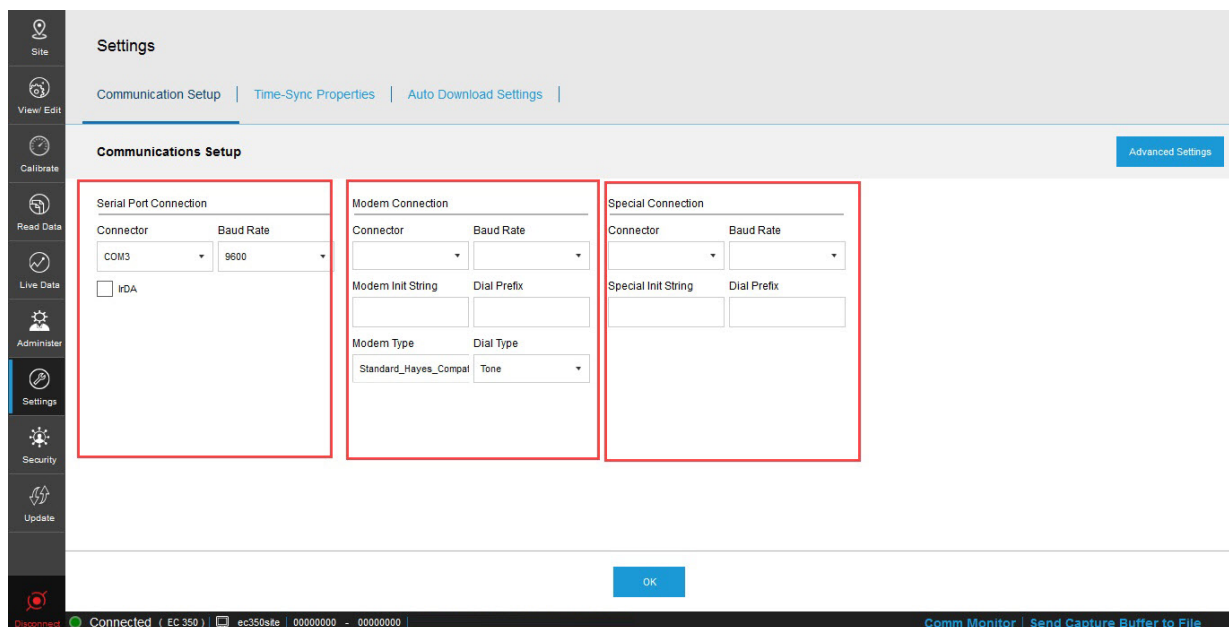 Site
View/ Edit
Calibrate
Read Data
Live Data
Administer
Settings
Security
Update
Disconnect
Settings
Communication Setup | Time-Sync Properties | Auto Download Settings |
Communications Setup
Advanced Settings
Serial Port Connection
Connector Baud Rate
COM3 9600
IrDA
Modem Connection
Connector Baud Rate
Modem Init String Dial Prefix
Modem Type Dial Type
Standard_Hayes_Compat Tone
Special Connection
Connector Baud Rate
Special Init String Dial Prefix
OK
Connected ( EC 350 ) | ec350site | 00000000 - 00000000 |
Comm Monitor | Send Capture Buffer to File